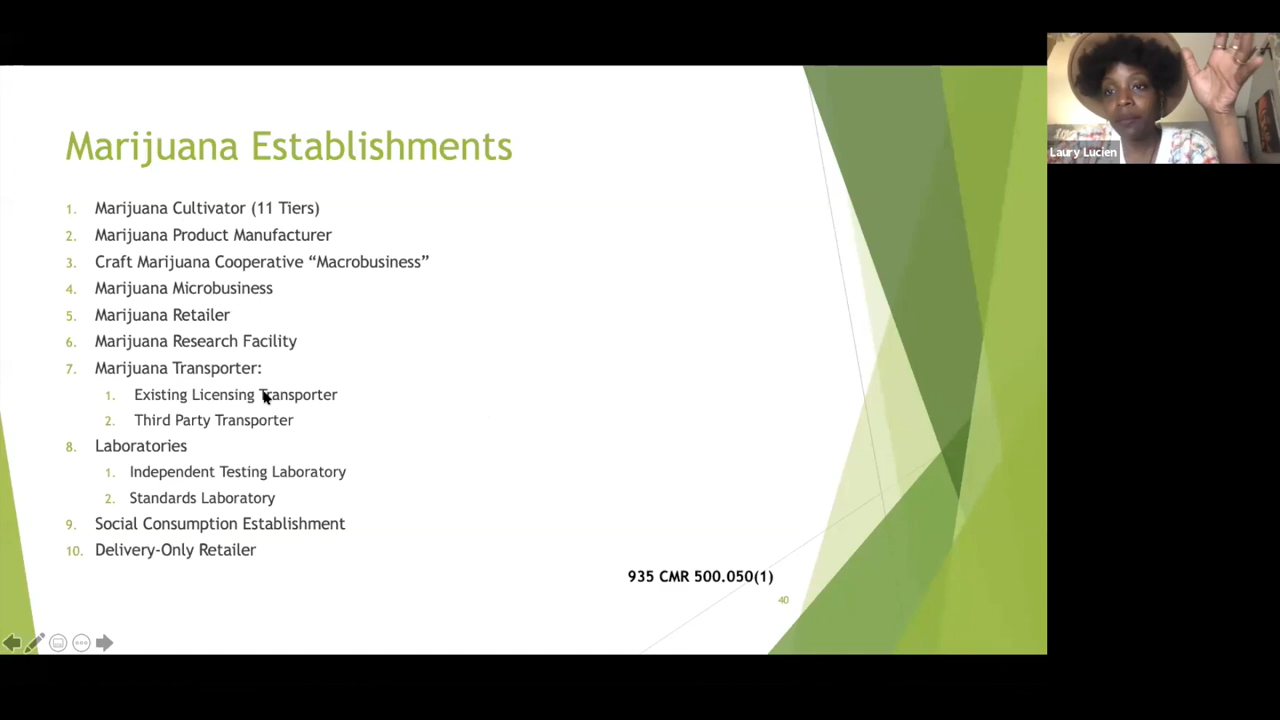 Marijuana Establishments
1. Marijuana Cultivator (11 Tiers)
2. Marijuana Product Manufacturer
3. Craft Marijuana Cooperative “Macrobusiness”
4. Marijuana Microbusiness
5. Marijuana Retailer
6. Marijuana Research Facility
7. Marijuana Transporter:
1. Existing Licensing Transporter
2. Third Party Transporter
8. Laboratories
1. Independent Testing Laboratory
2. Standards Laboratory
9. Social Consumption Establishment
10. Delivery-Only Retailer
935 CMR 500.050(1)
40
Laury Lucien